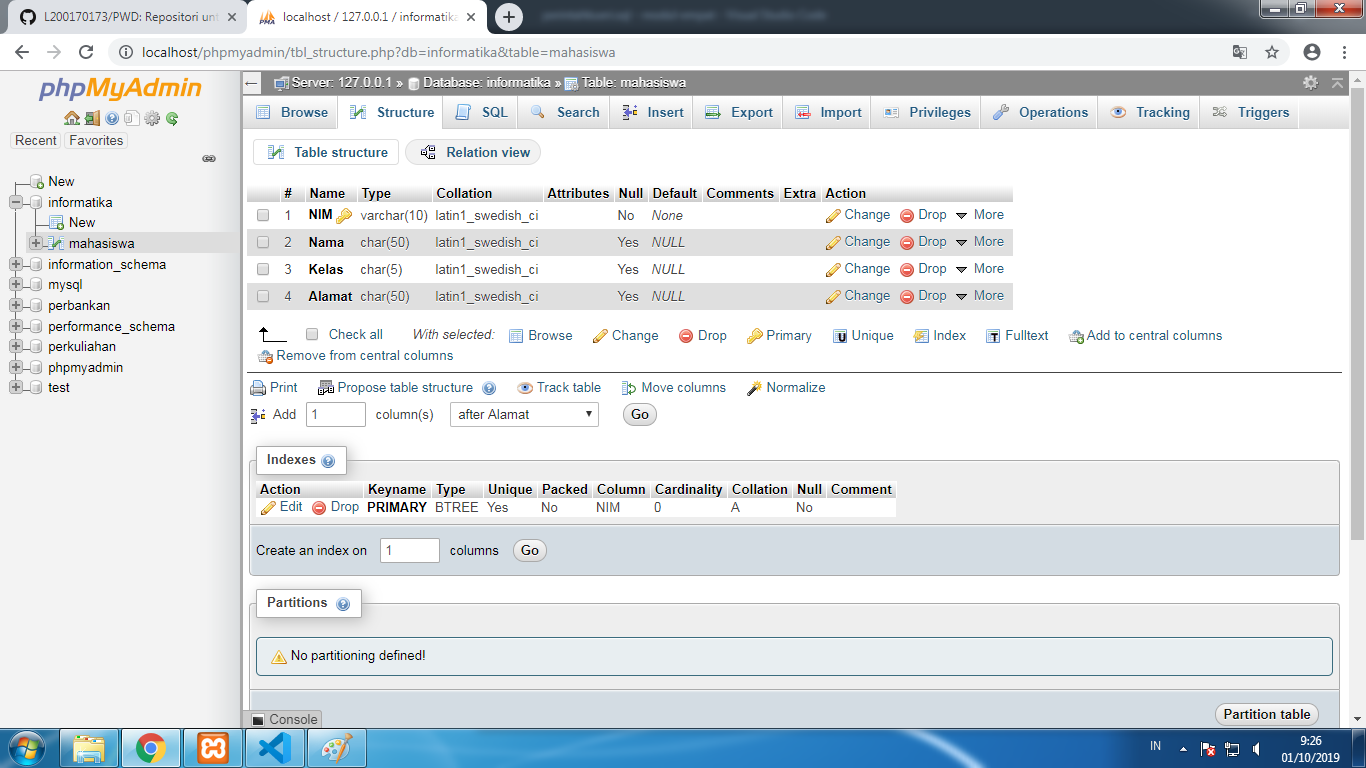 L200170173/PWD: Repositori unt
localhost / 127.0.0.1 / informatika
localhost/phpmyadmin/tbl_structure.php?db=informatika&table=mahasiswa
phpMyAdmin
Recent Favorites
New
informatika
New
mahasiswa
information_schema
mysql
perbankan
performance_schema
perkuliahan
phpmyadmin
test
Server: 127.0.0.1 » Database: informatika » Table: mahasiswa
Browse Structure SQL Search Insert Export Import Privileges Operations Tracking Triggers
Table structure Relation view
# Name Type Collation Attributes Null Default Comments Extra Action
1 NIM varchar(10) latin1_swedish_ci No None Change Drop More
2 Nama char(50) latin1_swedish_ci Yes NULL Change Drop More
3 Kelas char(5) latin1_swedish_ci Yes NULL Change Drop More
4 Alamat char(50) latin1_swedish_ci Yes NULL Change Drop More
Check all With selected: Browse Change Drop Primary Unique Index Fulltext Add to central columns
Remove from central columns
Print Propose table structure Track table Move columns Normalize
Add 1 column(s) after Alamat Go
Indexes
Action Keyname Type Unique Packed Column Cardinality Collation Null Comment
Edit Drop PRIMARY BTREE Yes No NIM 0 A No
Create an index on 1 columns Go
Partitions
No partitioning defined!
Partition table
Console
IN
9:26
01/10/2019